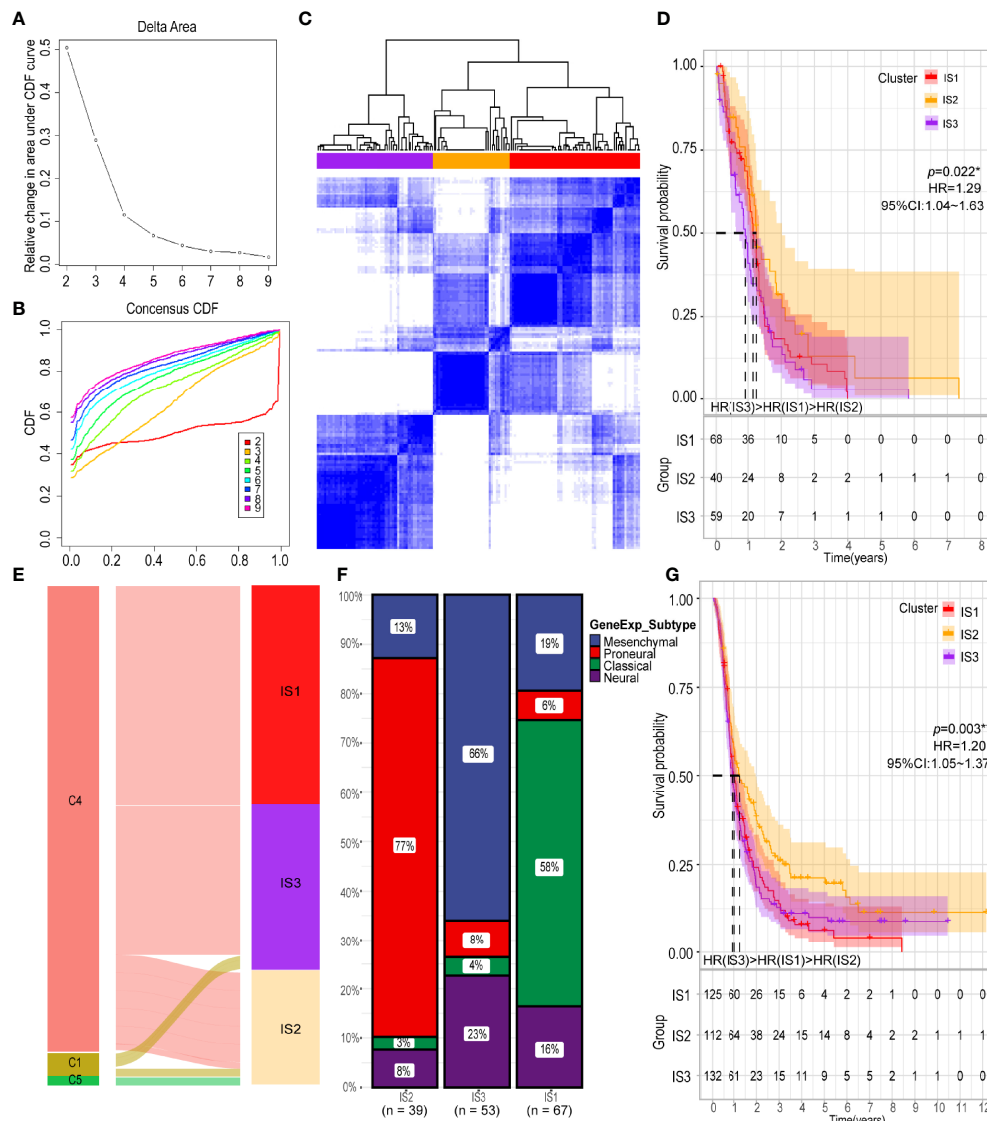 A
Delta Area
Relative change in area under CDF curve
0.5
0.4
0.3
0.2
0.1
0.0
2 3 4 5 6 7 8 9
B
Concensus CDF
CDF
1.0
0.8
0.6
0.4
0.2
0.0
2
3
4
5
6
7
8
9
0.0 0.2 0.4 0.6 0.8 1.0
C
D
Survival probability
1.00
0.75
0.50
0.25
0.00
Cluster
IS1
IS2
IS3
p=0.022*
HR=1.29
95%CI:1.04~1.63
HR(IS3)>HR(IS1)>HR(IS2)
Group
IS1 68 36 10 5 0 0 0 0 0
IS2 40 24 8 2 2 1 1 1 0
IS3 59 20 7 1 1 1 0 0 0
0 1 2 3 4 5 6 7 8
Time(years)
E
C4
C1
C5
IS1
IS3
IS2
F
100%
90%
80%
70%
60%
50%
40%
30%
20%
10%
0%
13%
77%
3%
8%
66%
8%
4%
23%
19%
6%
58%
16%
IS2 IS3 IS1
(n = 39) (n = 53) (n = 67)
GeneExp_Subtype
Mesenchymal
Proneural
Classical
Neural
G
Survival probability
1.00
0.75
0.50
0.25
0.00
Cluster
IS1
IS2
IS3
p=0.003*
HR=1.20
95%CI:1.05~1.37
HR(IS3)>HR(IS1)>HR(IS2)
Group
IS1 125 60 26 15 6 4 2 2 1 0 0 0 0
IS2 112 64 38 24 15 14 8 4 2 2 1 1 1
IS3 132 61 23 15 11 9 5 5 2 1 1 0 0
0 1 2 3 4 5 6 7 8 9 10 11 12
Time(years)